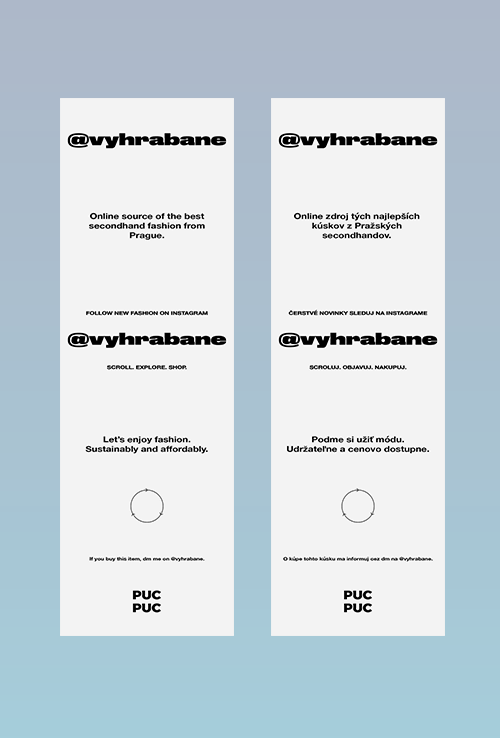 @vyhrabane
Online source of the best
secondhand fashion from
Prague.
FOLLOW NEW FASHION ON INSTAGRAM
@vyhrabane
SCROLL. EXPLORE. SHOP.
Let's enjoy fashion.
Sustainably and affordably.
If you buy this item, dm me on @vyhrabane.
PUC
PUC
@vyhrabane
Online zdroj tých najlepších
kúskov z Pražských
secondhandov.
ČERSTVÉ NOVINKY SLEDUJ NA INSTAGRAME
@vyhrabane
SCROLUJ. OBJAVUJ. NAKUPUJ.
Podme si užiť módu.
Udržateľne a cenovo dostupne.
O kúpe tohto kúsku ma informuj cez dm na @vyhrabane.
PUC
PUC